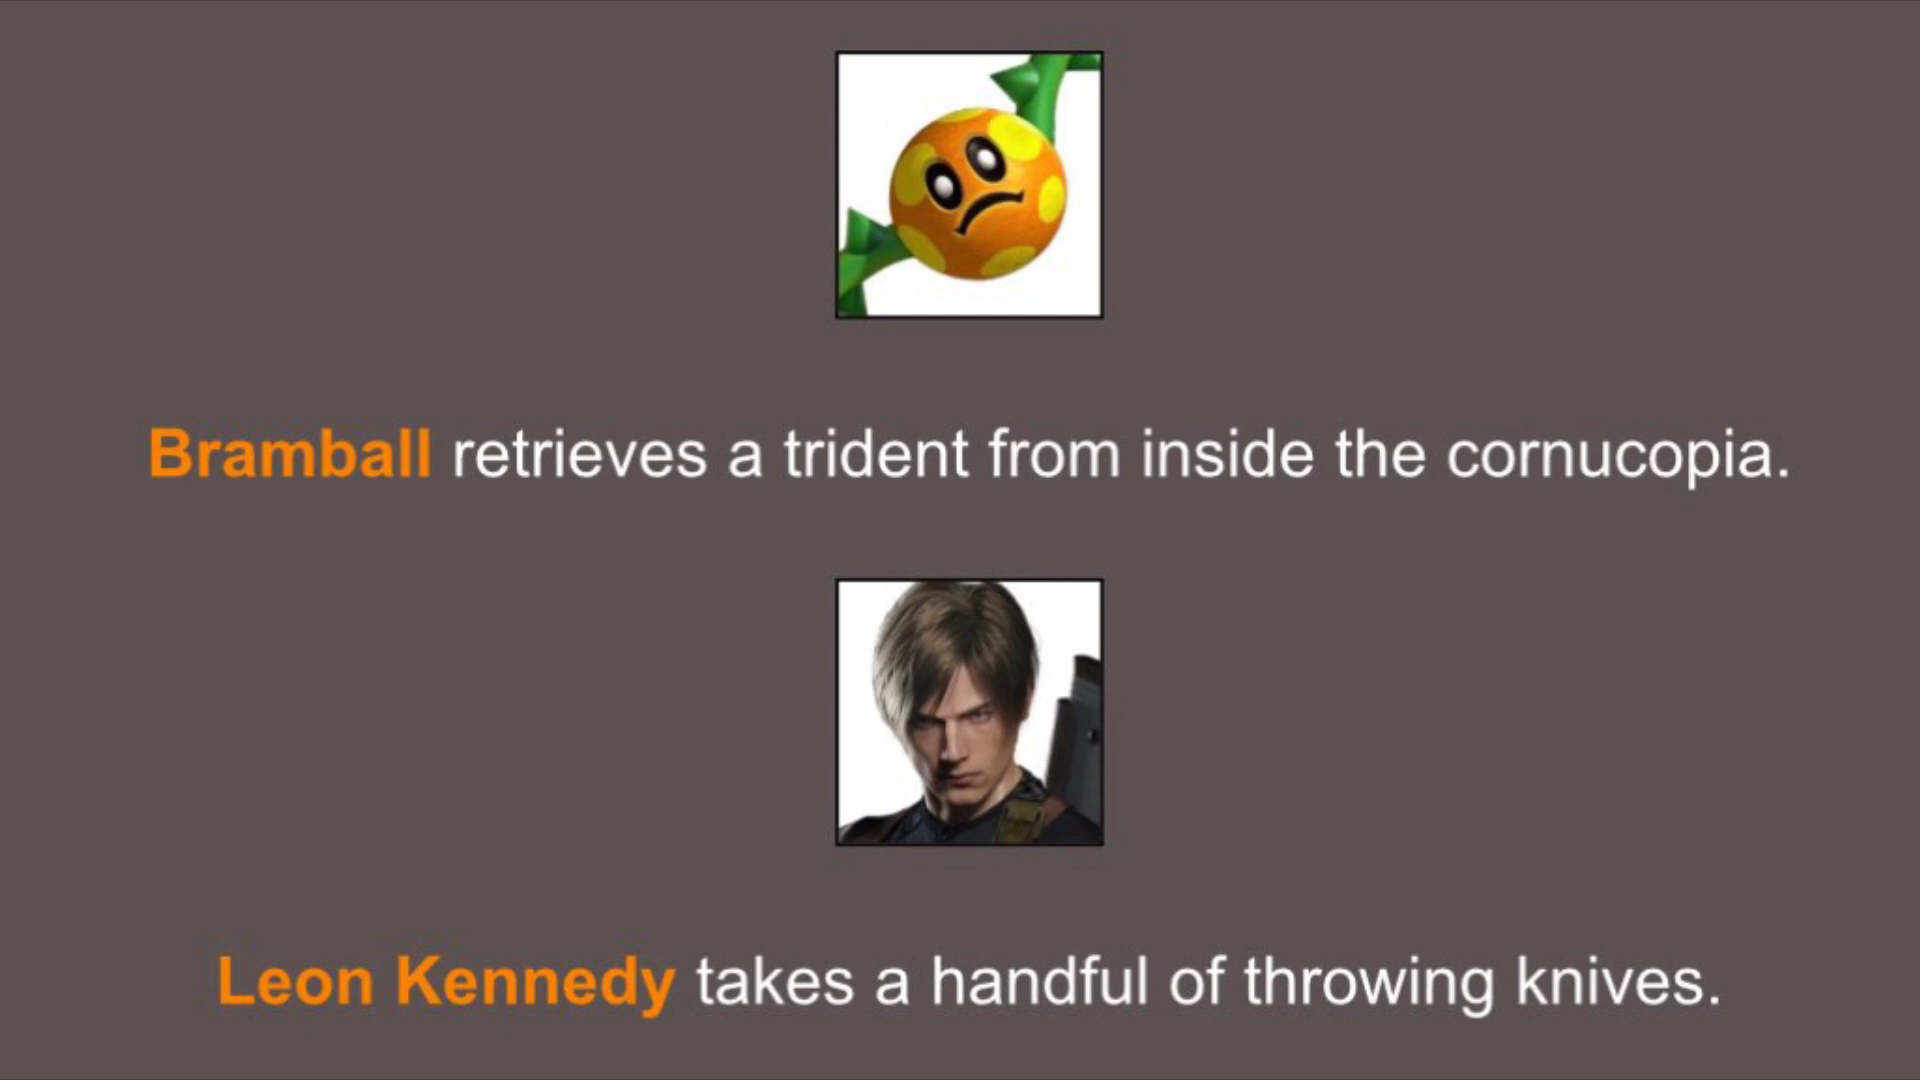 Bramball retrieves a trident from inside the cornucopia.
Leon Kennedy takes a handful of throwing knives.